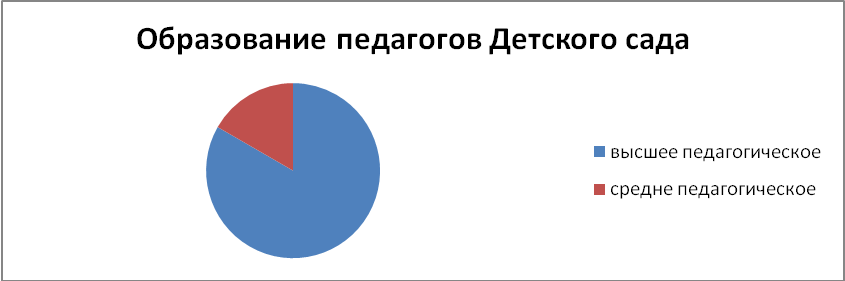 Образование педагогов Детского сада
высшее педагогическое
средне педагогическое